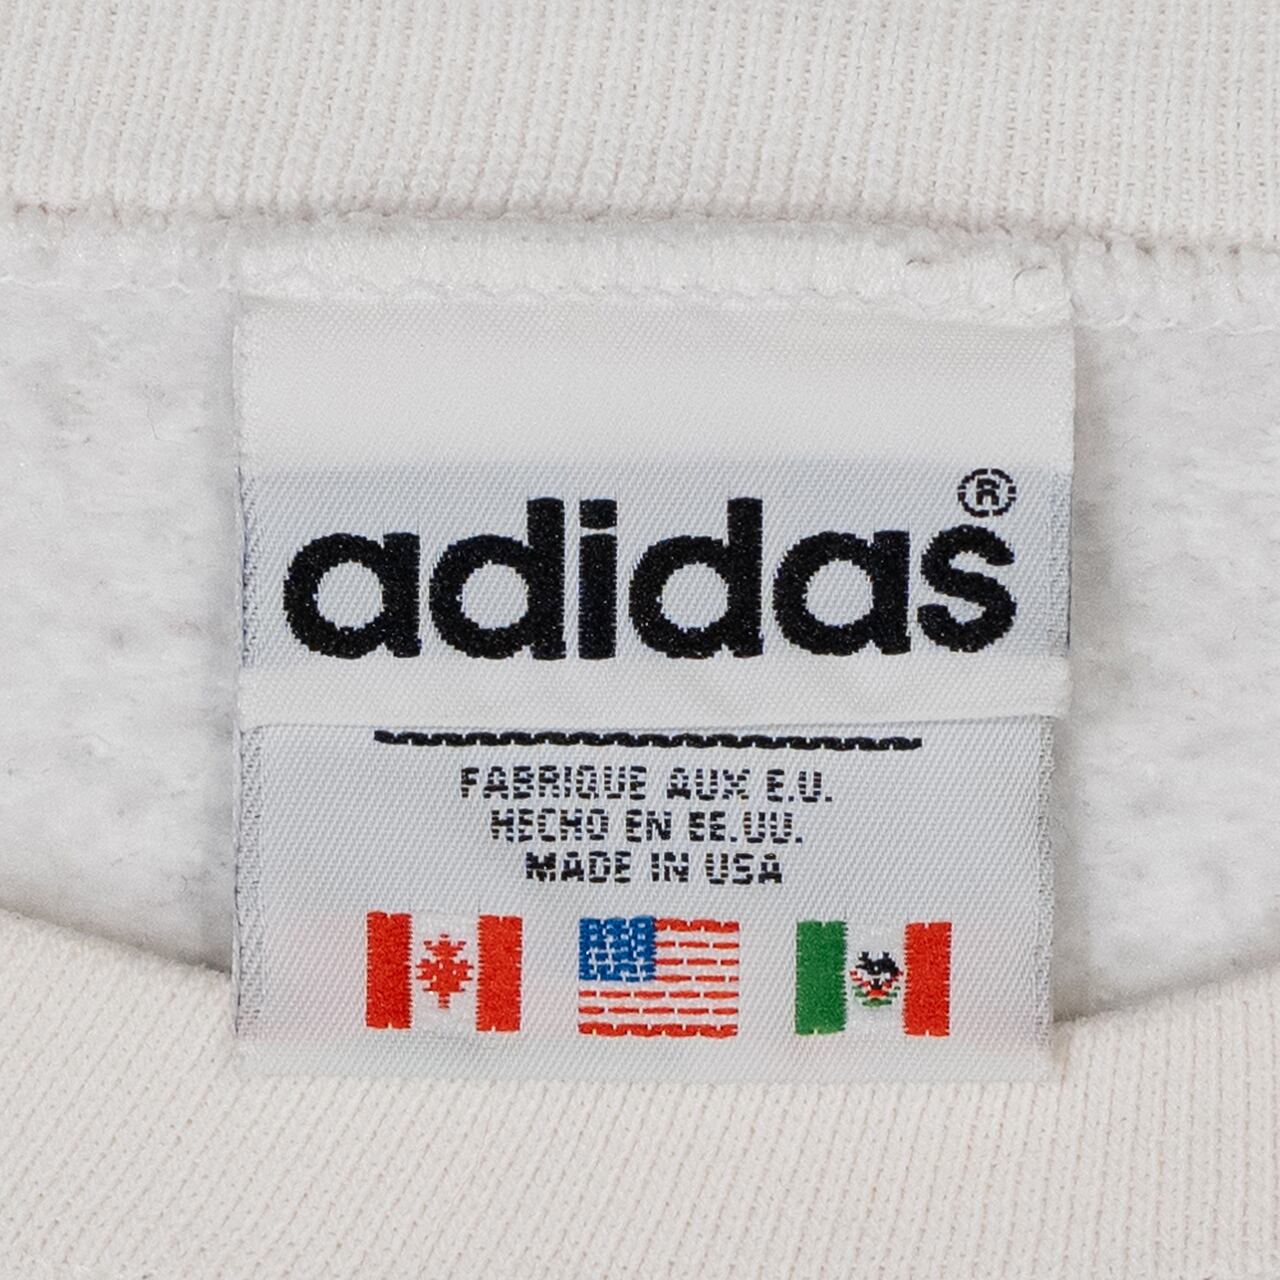 adidas®
FABRIQUE AUX E.U.
HECHO EN EE.UU.
MADE IN USA